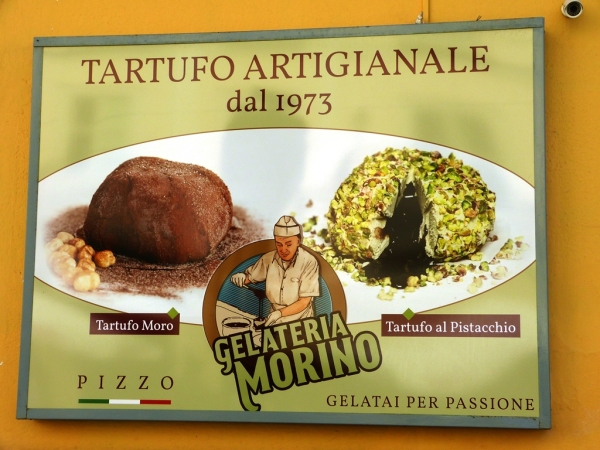 TARTUFO ARTIGIANALE
dal 1973
Tartufo Moro
Tartufo al Pistacchio
GELATERIA
MORINO
PIZZO
GELATAI PER PASSIONE